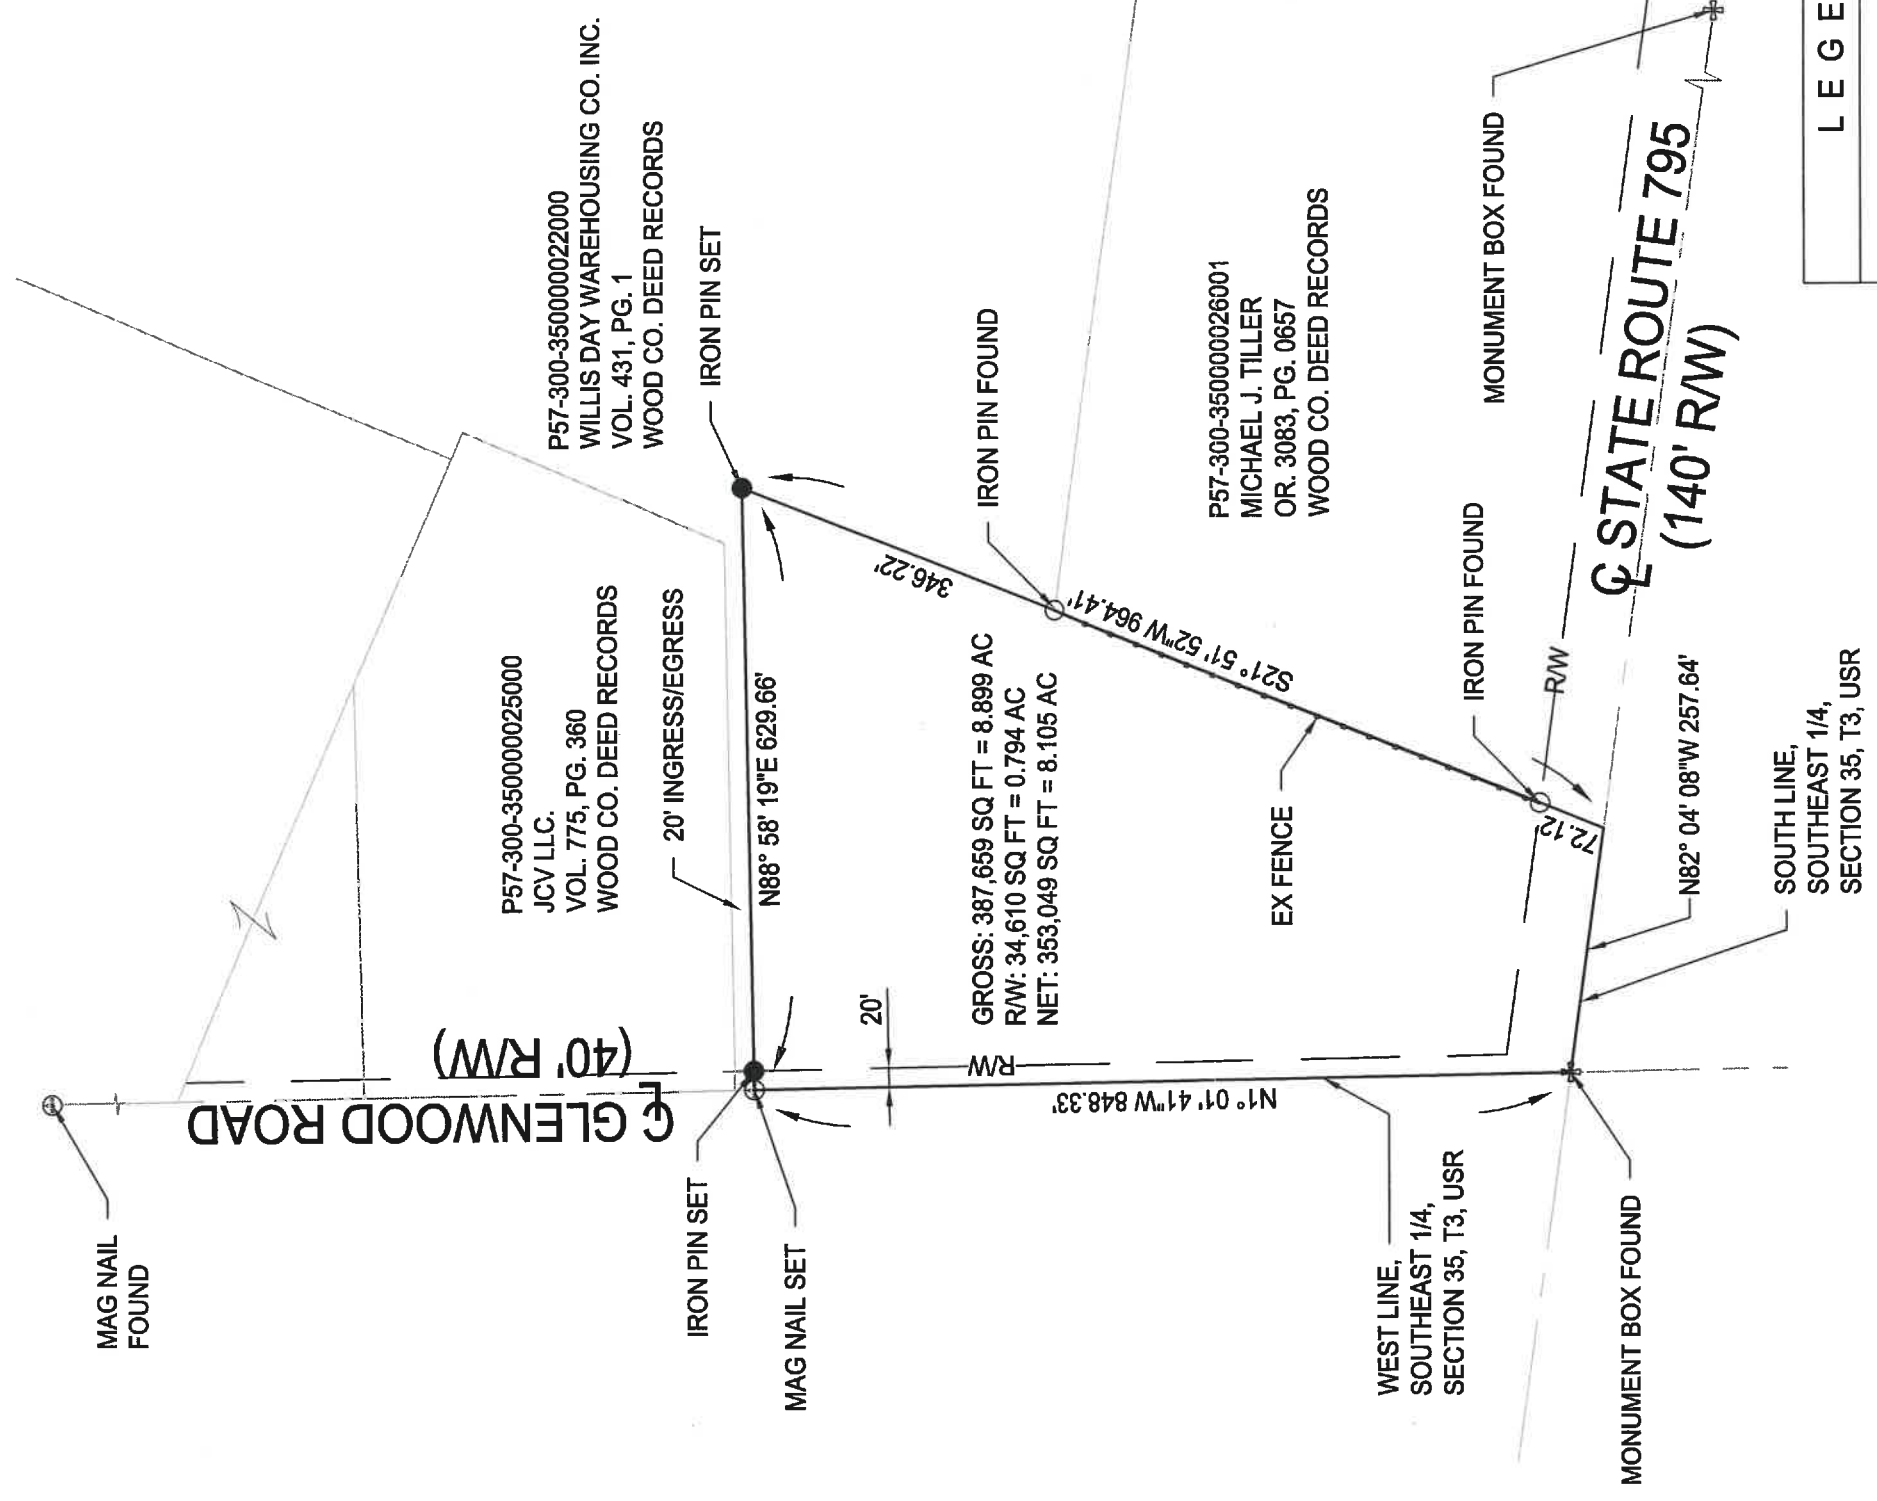 MAG NAIL
FOUND
℄ GLENWOOD ROAD
(40' R/W)
IRON PIN SET
MAG NAIL SET
P57-300-350000025000
JCV LLC.
VOL. 775, PG. 360
WOOD CO. DEED RECORDS
20' INGRESS/EGRESS
N88° 58' 19"E 629.66'
P57-300-350000022000
WILLIS DAY WAREHOUSING CO. INC.
VOL. 431, PG. 1
WOOD CO. DEED RECORDS
IRON PIN SET
346.22'
IRON PIN FOUND
S21° 51' 52"W 964.41'
20'
R/W
GROSS: 387,659 SQ FT = 8.899 AC
R/W: 34,610 SQ FT = 0.794 AC
NET: 353,049 SQ FT = 8.105 AC
N1° 01' 41"W 848.33'
EX FENCE
P57-300-350000026001
MICHAEL J. TILLER
OR. 3083, PG. 0657
WOOD CO. DEED RECORDS
IRON PIN FOUND
72.12'
R/W
MONUMENT BOX FOUND
℄ STATE ROUTE 795
(140' R/W)
WEST LINE,
SOUTHEAST 1/4,
SECTION 35, T3, USR
MONUMENT BOX FOUND
N82° 04' 08"W 257.64'
SOUTH LINE,
SOUTHEAST 1/4,
SECTION 35, T3, USR
L E G E